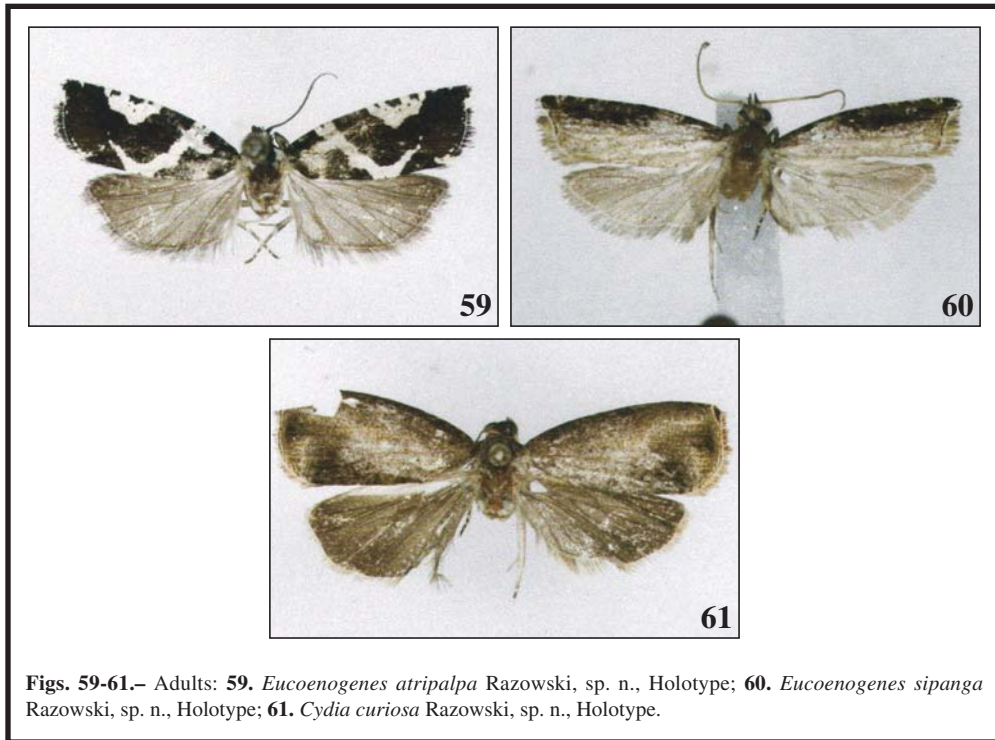 59
60
61
Figs. 59-61.– Adults: 59. Eucoenogenes atripalpa Razowski, sp. n., Holotype; 60. Eucoenogenes sipanga
Razowski, sp. n., Holotype; 61. Cydia curiosa Razowski, sp. n., Holotype.